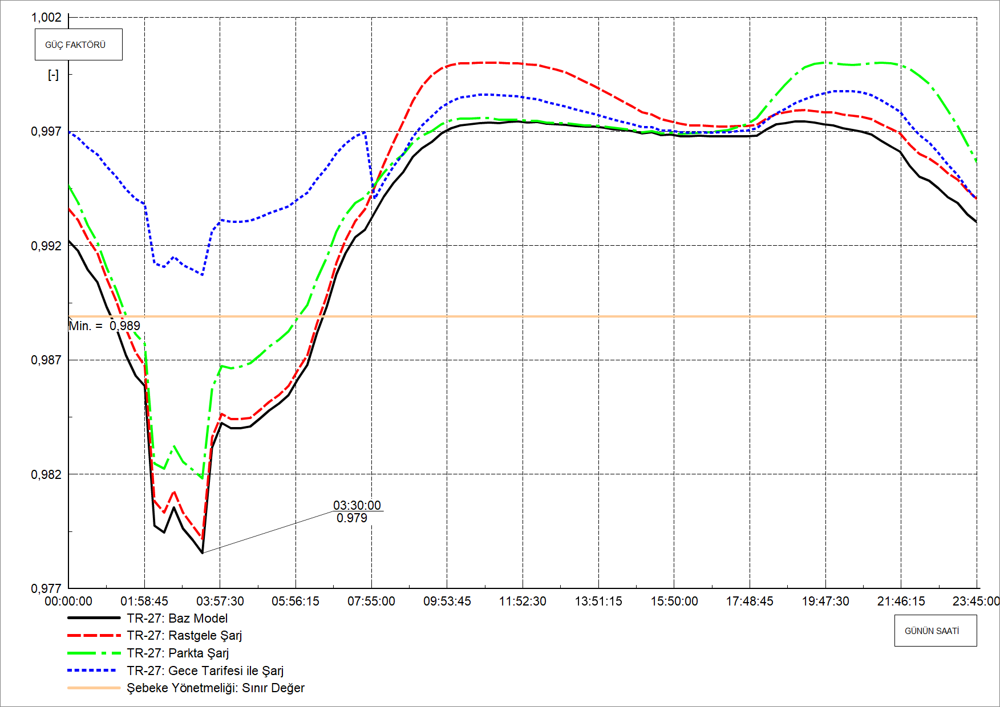 1,002
GÜÇ FAKTÖRÜ
[-]
0,997
0,992
Min. = 0,989
0,987
0,982
03:30:00
0.979
0,977
00:00:00 01:58:45 03:57:30 05:56:15 07:55:00 09:53:45 11:52:30 13:51:15 15:50:00 17:48:45 19:47:30 21:46:15 23:45:00
TR-27: Baz Model
GÜNÜN SAATİ
TR-27: Rastgele Şarj
TR-27: Parkta Şarj
TR-27: Gece Tarifesi ile Şarj
Şebeke Yönetmeliği: Sınır Değer